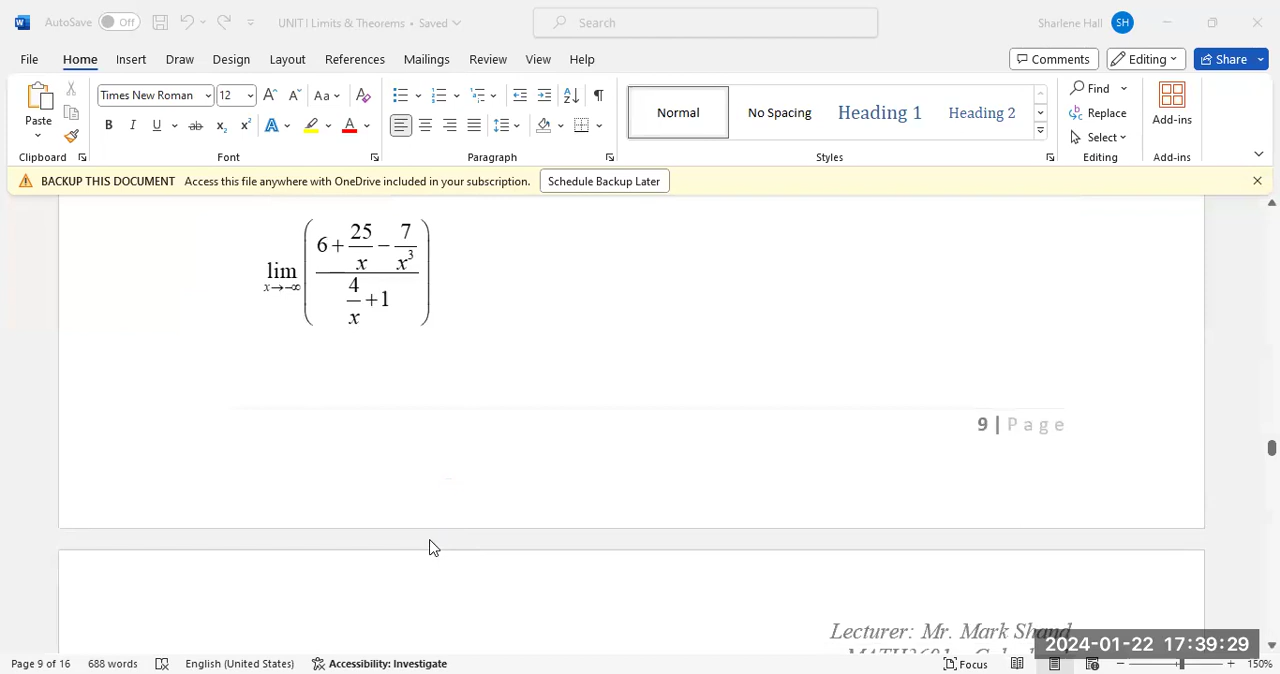 AutoSave Off UNIT I Limits & Theorems • Saved Search Sharlene Hall SH
File Home Insert Draw Design Layout References Mailings Review View Help Comments Editing Share
Times New Roman 12 Aa Normal No Spacing Heading 1 Heading 2 Find
Paste Replace Add-ins
B I U ab x₂ x² A A Select
Clipboard Font Paragraph Styles Editing Add-ins
BACKUP THIS DOCUMENT Access this file anywhere with OneDrive included in your subscription. Schedule Backup Later
lim x→−∞ ((6 + 25/x − 7/x³)/(4/x + 1))
9 | Page
Lecturer: Mr. Mark Shand
2024-01-22 17:39:29
Page 9 of 16 688 words English (United States) Accessibility: Investigate Focus 150%